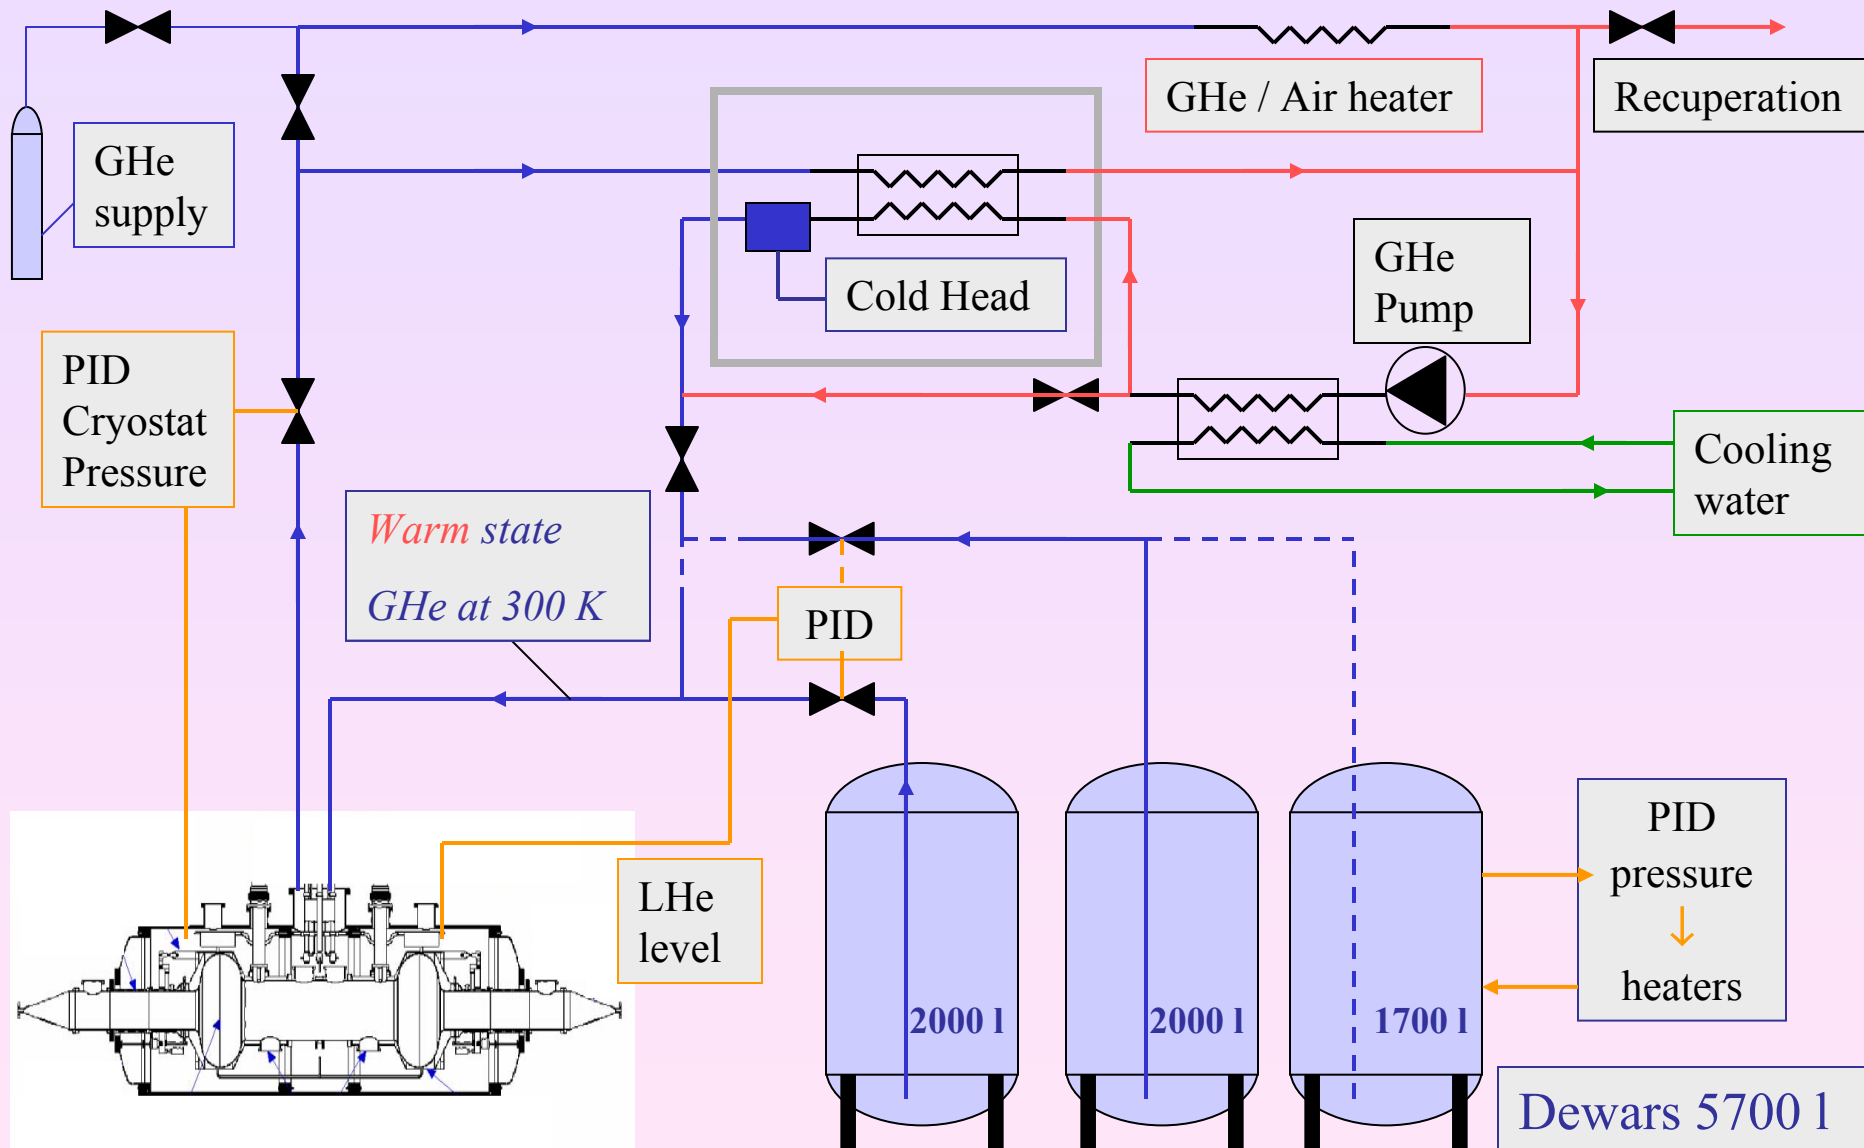 GHe / Air heater
Recuperation
GHe
supply
GHe
Pump
Cold Head
PID
Cryostat
Pressure
Cooling
water
Warm state
GHe at 300 K
PID
LHe
level
PID
pressure
↓
heaters
2000 l
2000 l
1700 l
Dewars 5700 l